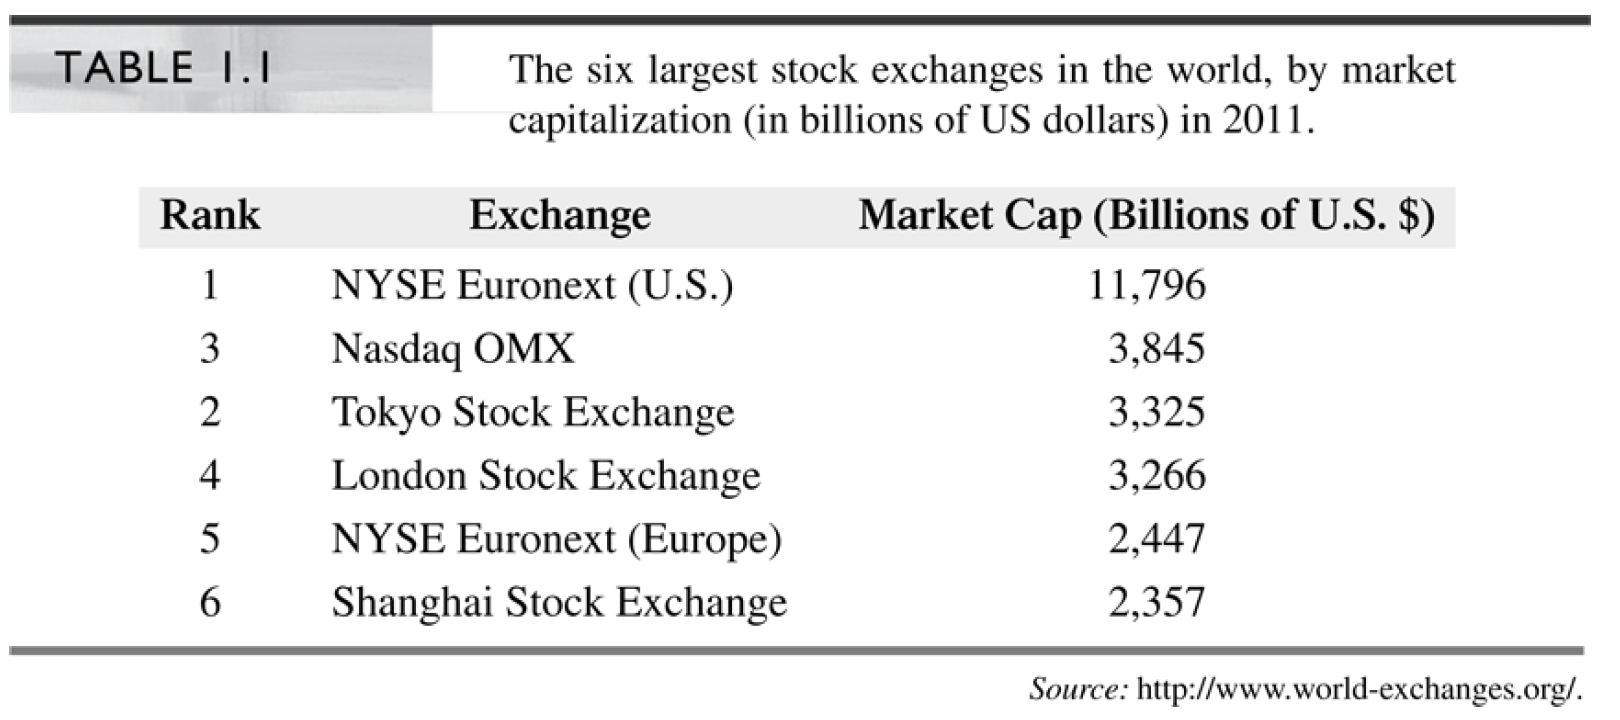 TABLE 1.1
The six largest stock exchanges in the world, by market
capitalization (in billions of US dollars) in 2011.
Rank Exchange Market Cap (Billions of U.S. $)
1 NYSE Euronext (U.S.) 11,796
3 Nasdaq OMX 3,845
2 Tokyo Stock Exchange 3,325
4 London Stock Exchange 3,266
5 NYSE Euronext (Europe) 2,447
6 Shanghai Stock Exchange 2,357
Source: http://www.world-exchanges.org/.